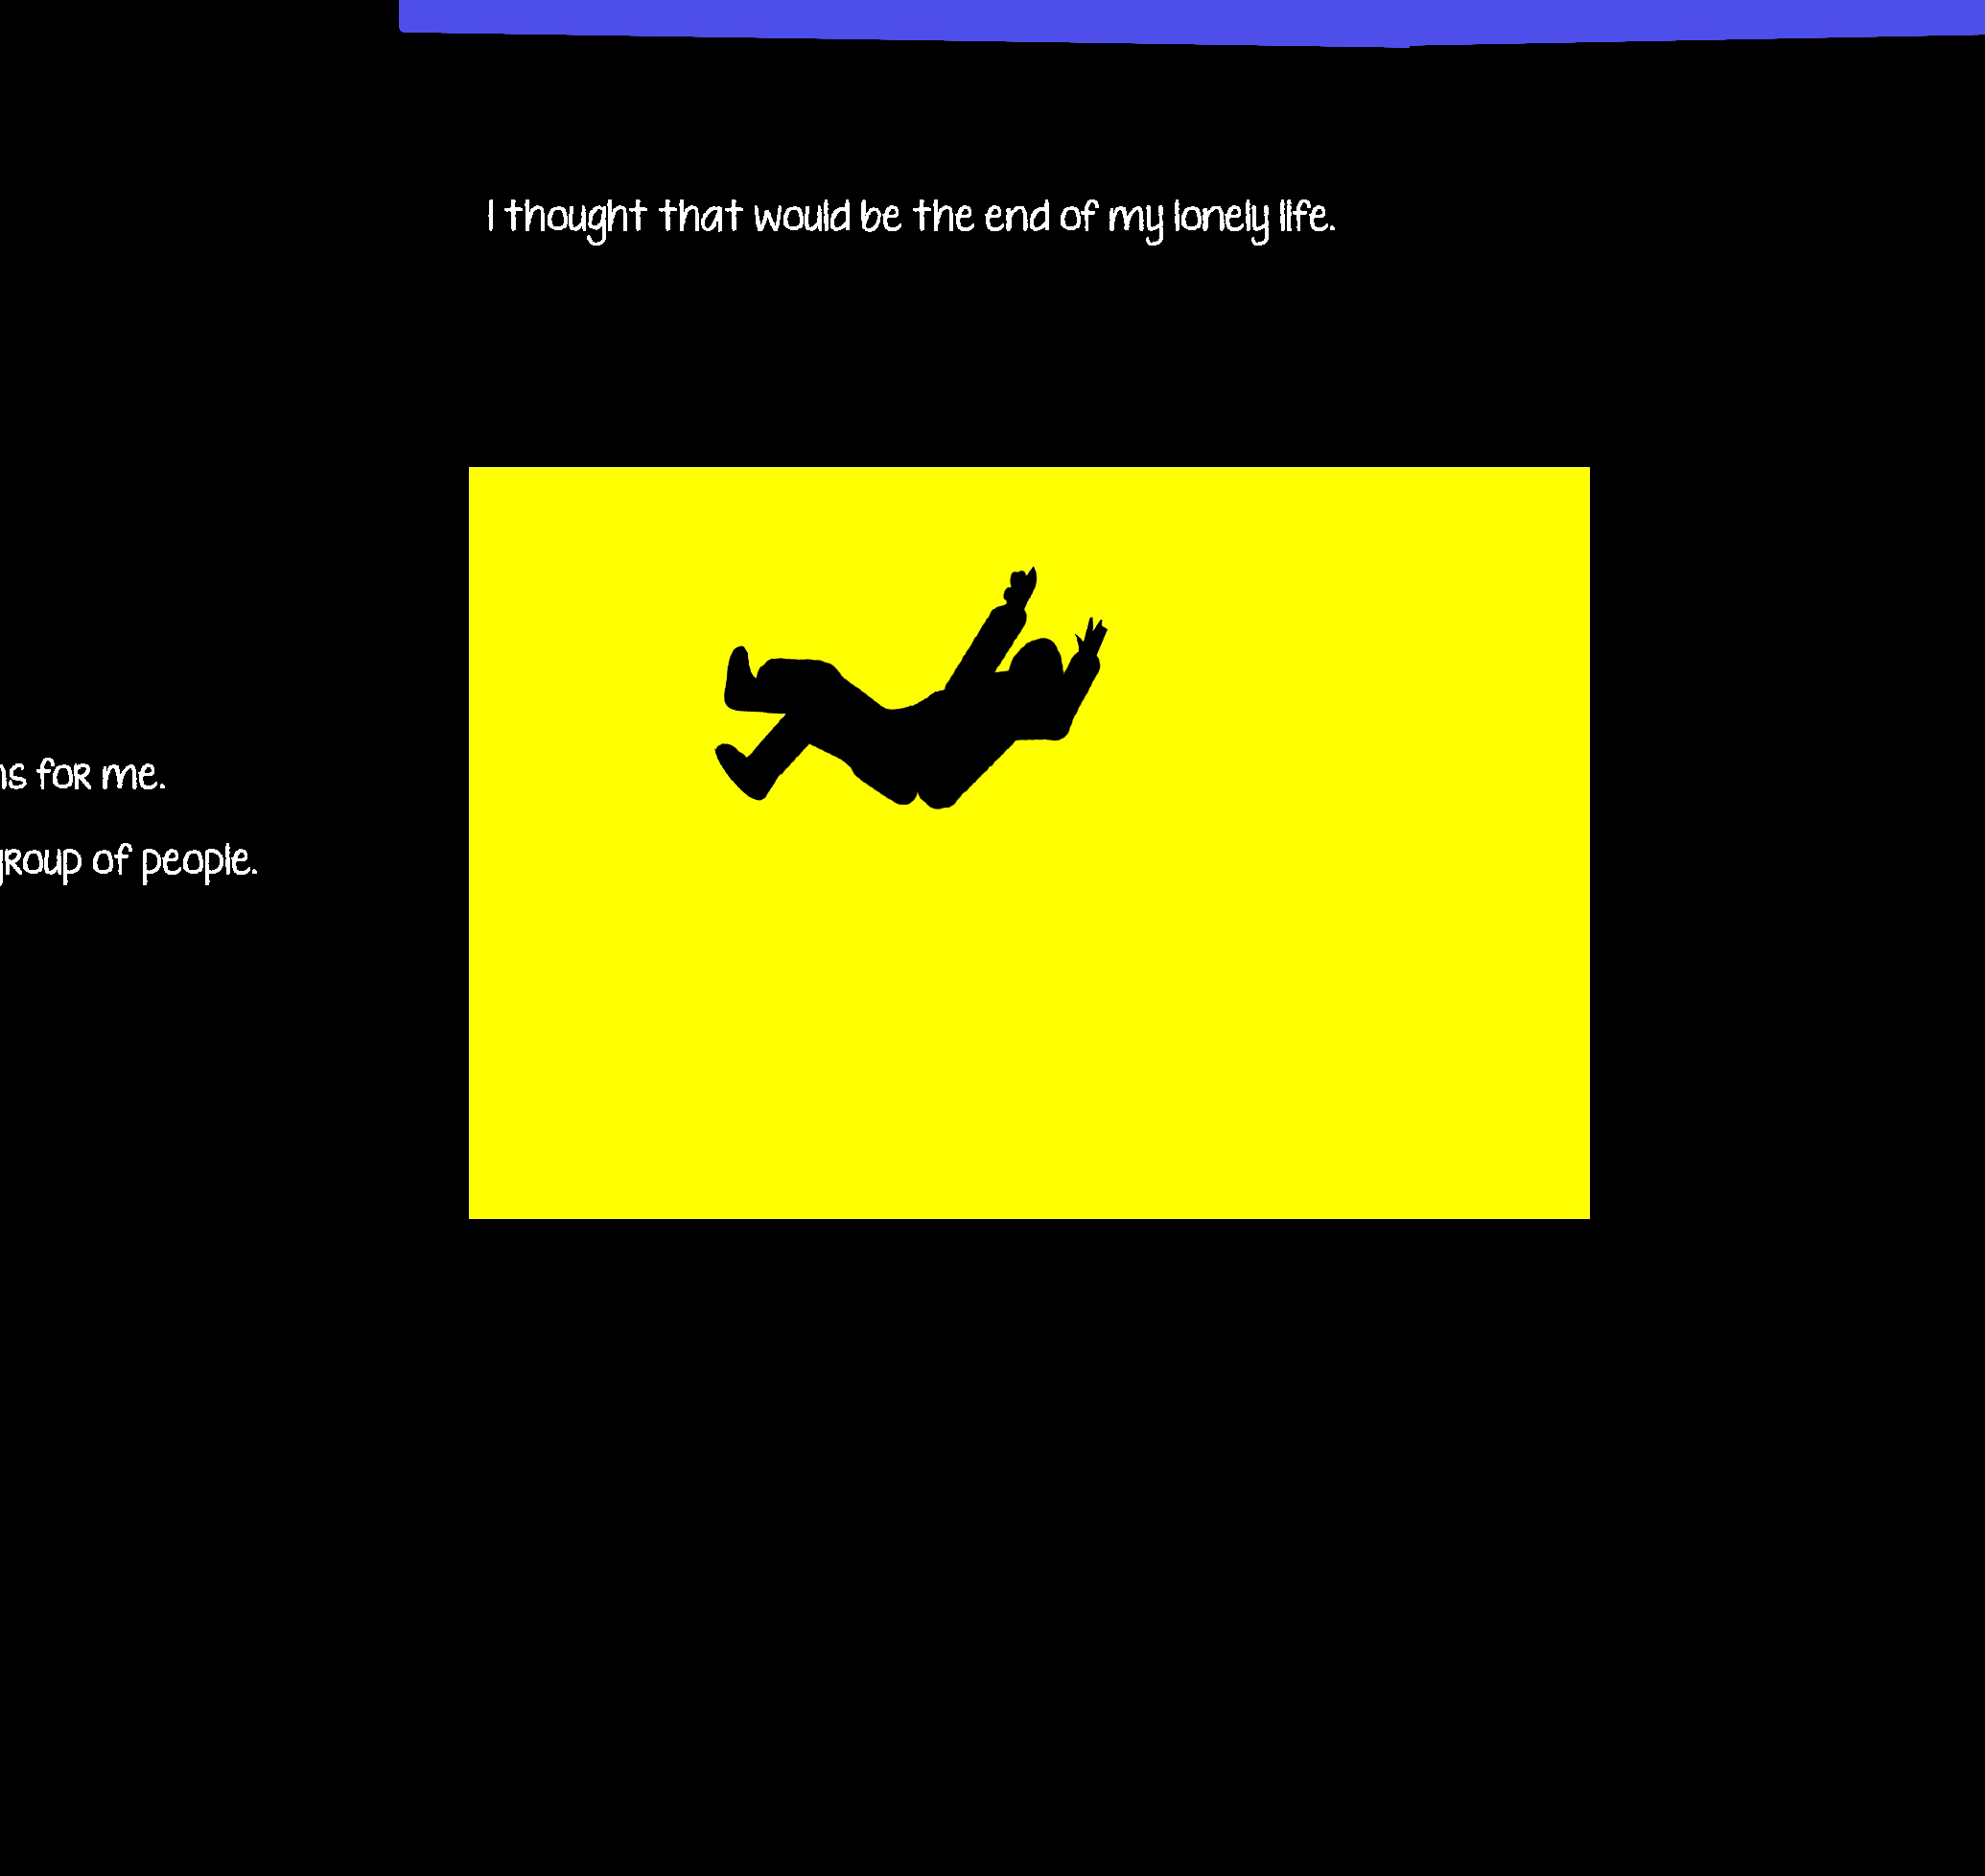 I thought that would be the end of my lonely life.
for me.
of people.